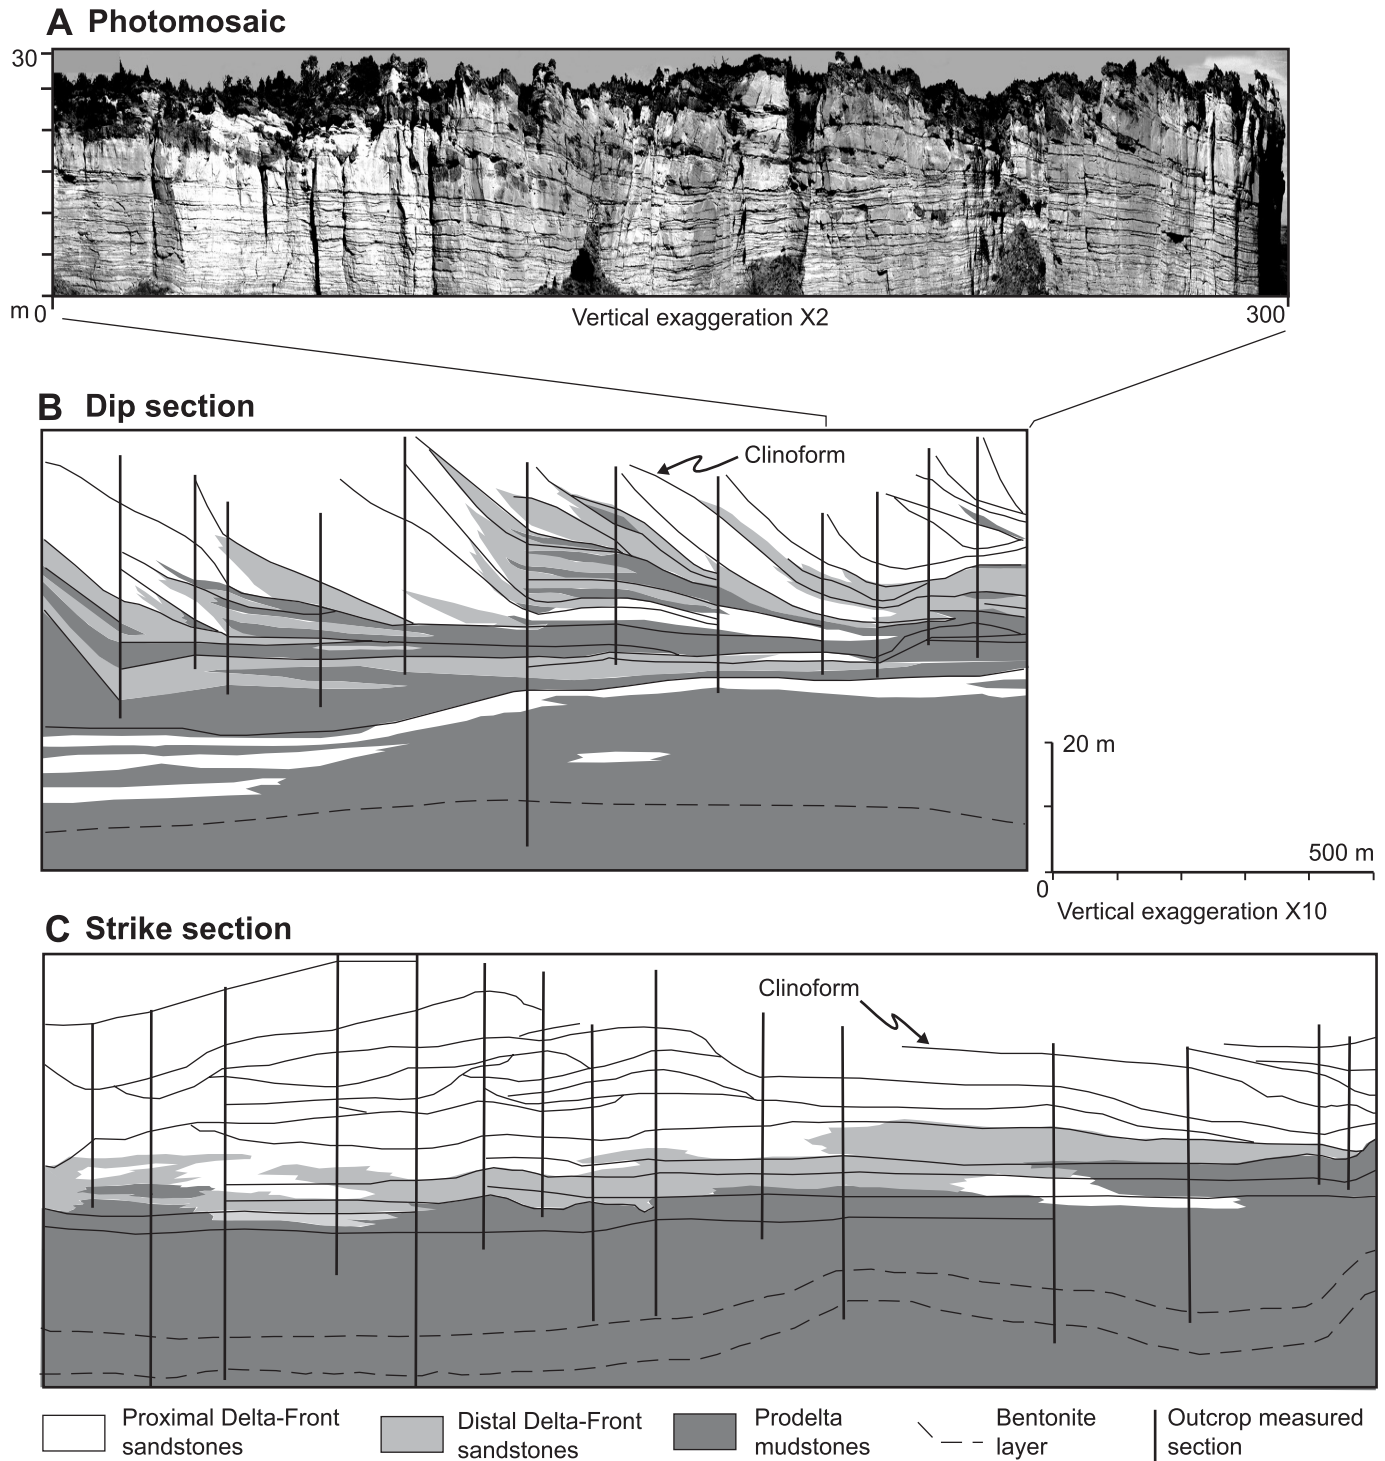 A Photomosaic
30
m 0
Vertical exaggeration X2
300
B Dip section
Clinoform
20 m
500 m
0
Vertical exaggeration X10
C Strike section
Clinoform
Proximal Delta-Front
sandstones
Distal Delta-Front
sandstones
Prodelta
mudstones
Bentonite
layer
Outcrop measured
section